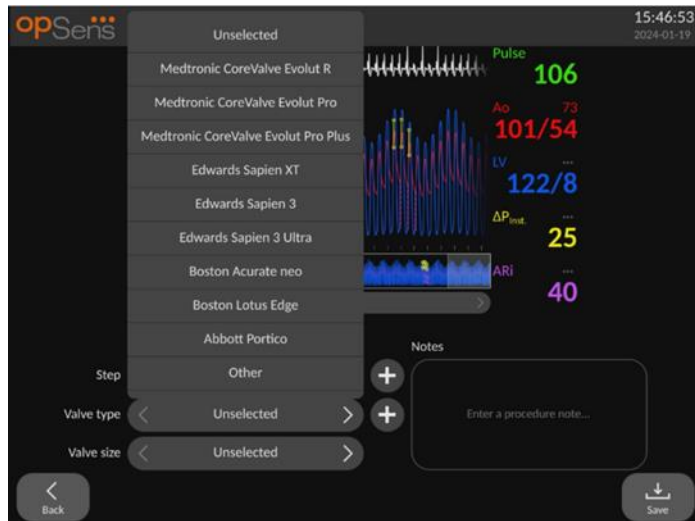 opSens
15:46:53
2024-01-19
Unselected
Medtronic CoreValve Evolut R
Medtronic CoreValve Evolut Pro
Medtronic CoreValve Evolut Pro Plus
Edwards Sapien XT
Edwards Sapien 3
Edwards Sapien 3 Ultra
Boston Acurate neo
Boston Lotus Edge
Abbott Portico
Other
Pulse
106
Ao 73
101/54
LV ---
122/8
ΔPInst. ---
25
ARi ---
40
Step
Valve type < Unselected >
Valve size < Unselected >
Notes
Enter a procedure note...
Back
Save